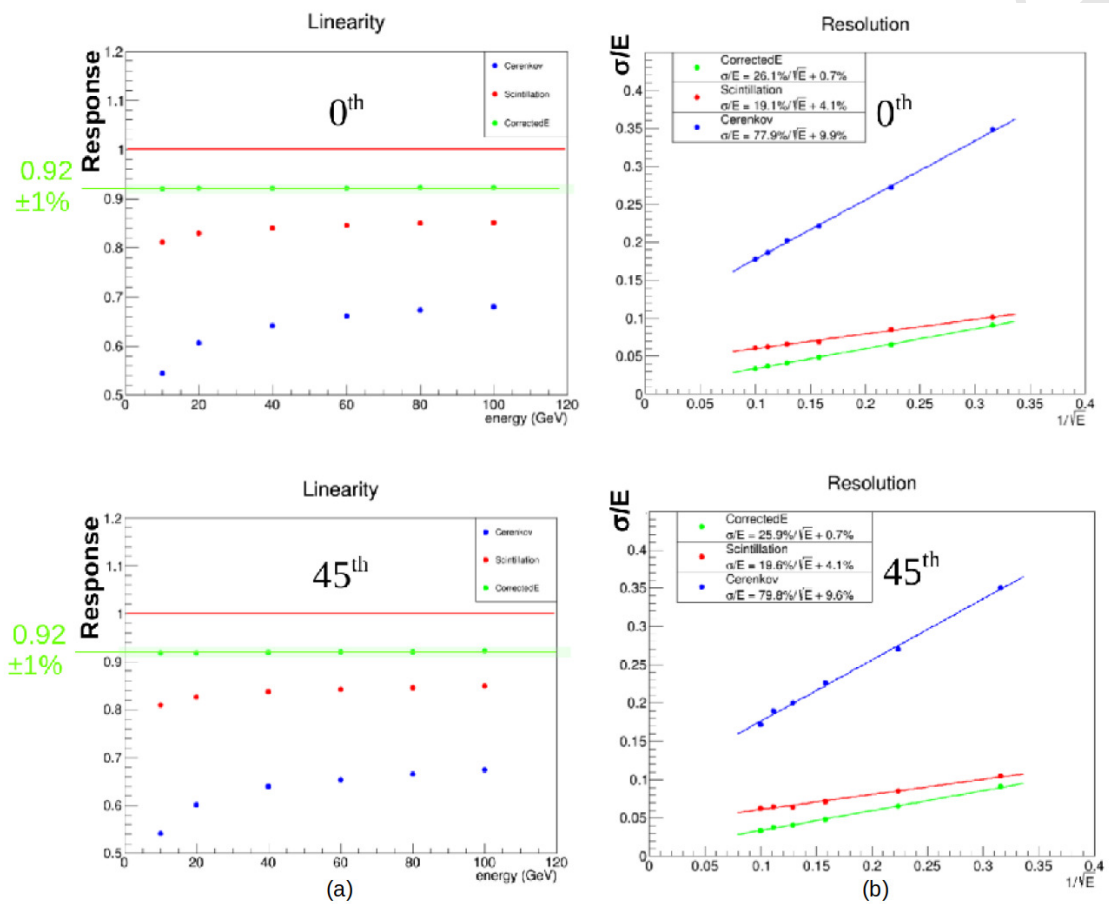 Linearity
Response
1.2
1.1
1
0.9
0.8
0.7
0.6
0.5
0 20 40 60 80 100 120
energy (GeV)
Cerenkov
Scintillation
CorrectedE
0th
0.92
±1%
Resolution
σ/E
0.4
0.35
0.3
0.25
0.2
0.15
0.1
0.05
0
0 0.05 0.1 0.15 0.2 0.25 0.3 0.35 0.4
1/√E
CorrectedE
σ/E = 26.1%/√E + 0.7%
Scintillation
σ/E = 19.1%/√E + 4.1%
Cerenkov
σ/E = 77.9%/√E + 9.9%
0th
Linearity
Response
1.2
1.1
1
0.9
0.8
0.7
0.6
0.5
0 20 40 60 80 100 120
energy (GeV)
Cerenkov
Scintillation
CorrectedE
45th
0.92
±1%
(a)
Resolution
σ/E
0.4
0.35
0.3
0.25
0.2
0.15
0.1
0.05
0
0 0.05 0.1 0.15 0.2 0.25 0.3 0.35 0.4
1/√E
CorrectedE
σ/E = 25.9%/√E + 0.7%
Scintillation
σ/E = 19.6%/√E + 4.1%
Cerenkov
σ/E = 79.8%/√E + 9.6%
45th
(b)